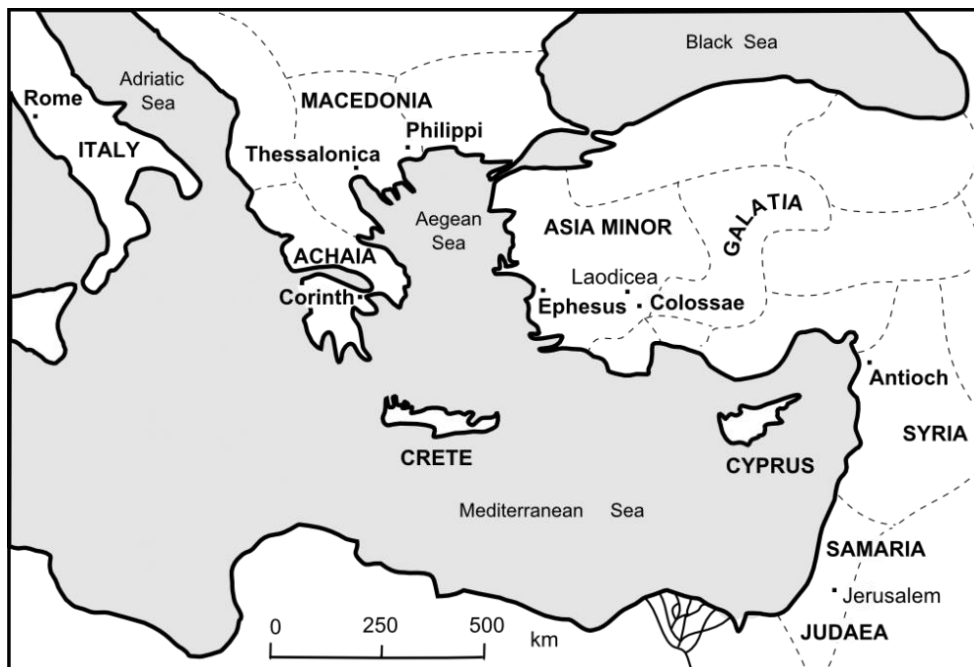 Black Sea
Adriatic
Sea
Rome
MACEDONIA
Philippi
ITALY
Thessalonica
GALATIA
Aegean
Sea
ASIA MINOR
ACHAIA
Laodicea
Corinth
Ephesus
Colossae
Antioch
SYRIA
CRETE
CYPRUS
Mediterranean Sea
SAMARIA
Jerusalem
JUDAEA
0 250 500
km